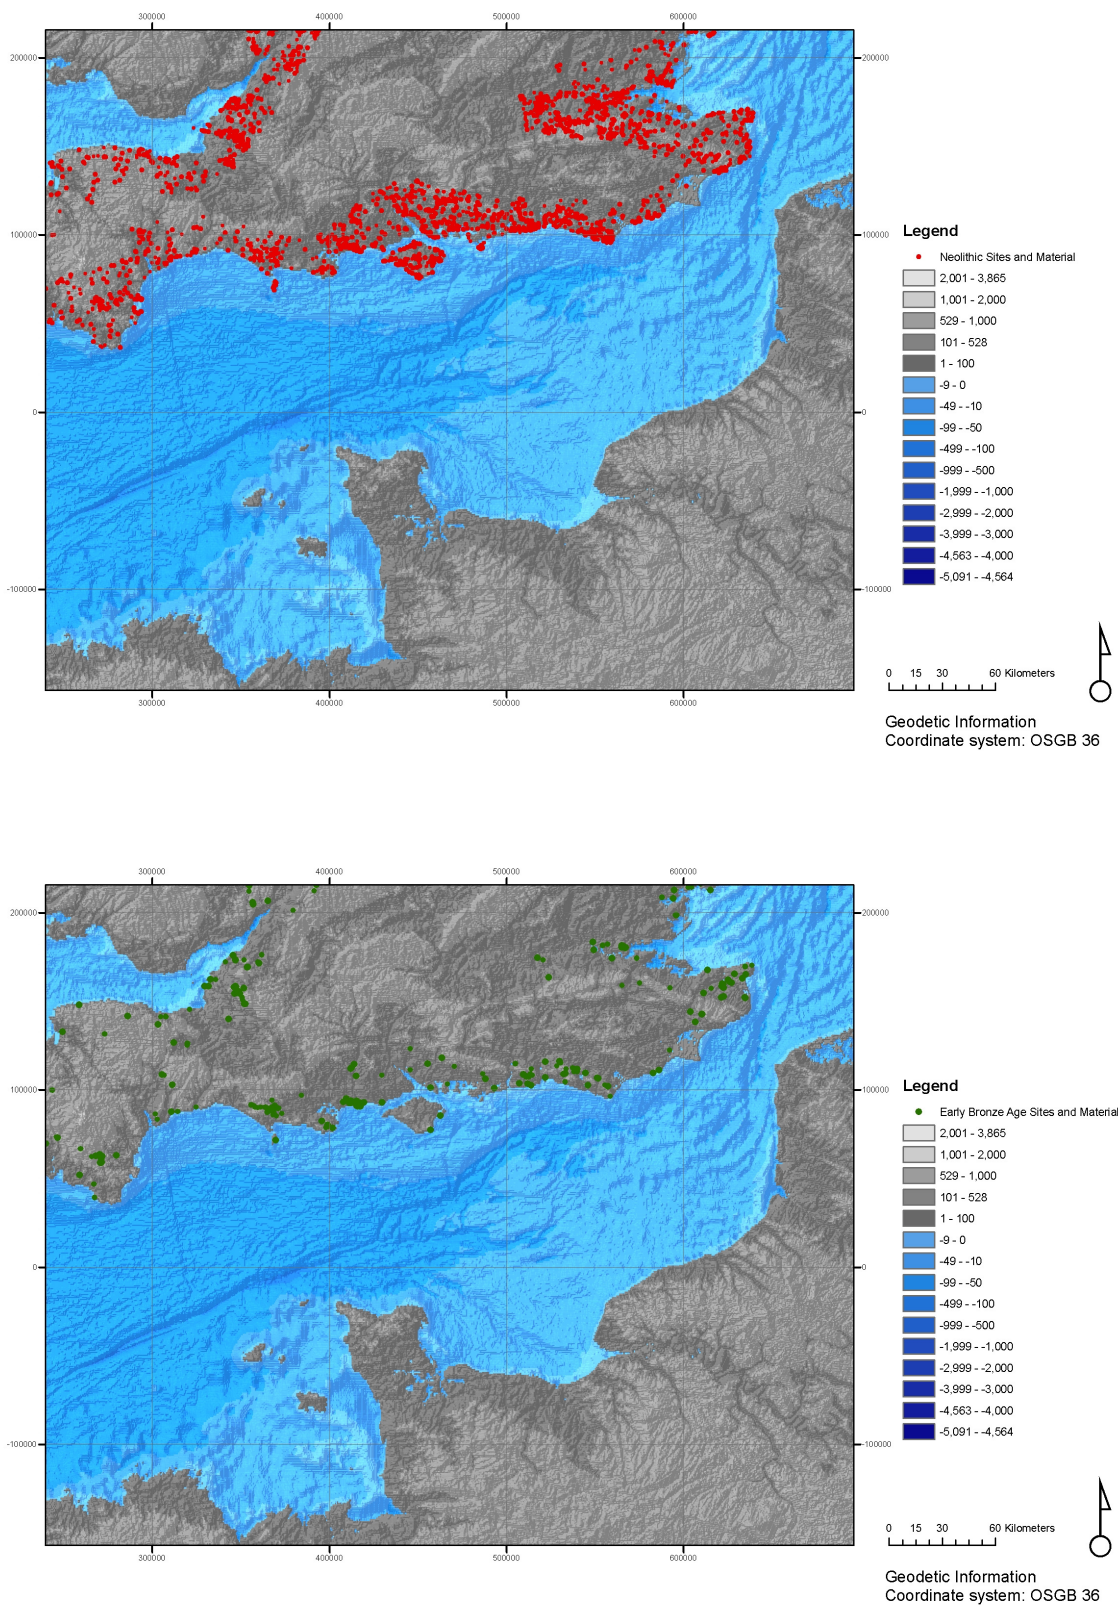 300000 400000 500000 600000
200000 200000
100000 100000
0 0
-100000 -100000
300000 400000 500000 600000
Legend
Neolithic Sites and Material
2,001 - 3,865
1,001 - 2,000
529 - 1,000
101 - 528
1 - 100
-9 - 0
-49 - -10
-99 - -50
-499 - -100
-999 - -500
-1,999 - -1,000
-2,999 - -2,000
-3,999 - -3,000
-4,563 - -4,000
-5,091 - -4,564
0 15 30 60 Kilometers
Geodetic Information
Coordinate system: OSGB 36
300000 400000 500000 600000
200000 200000
100000 100000
0 0
-100000 -100000
300000 400000 500000 600000
Legend
Early Bronze Age Sites and Material
2,001 - 3,865
1,001 - 2,000
529 - 1,000
101 - 528
1 - 100
-9 - 0
-49 - -10
-99 - -50
-499 - -100
-999 - -500
-1,999 - -1,000
-2,999 - -2,000
-3,999 - -3,000
-4,563 - -4,000
-5,091 - -4,564
0 15 30 60 Kilometers
Geodetic Information
Coordinate system: OSGB 36